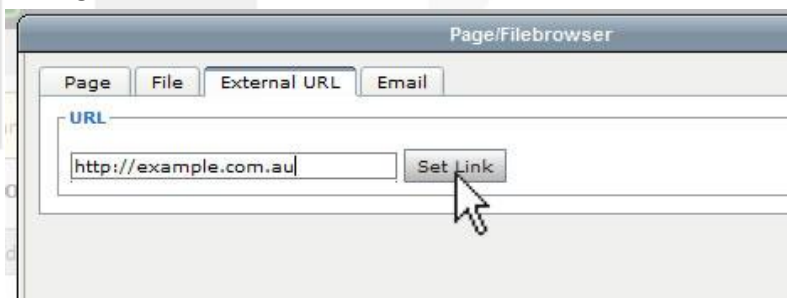 Page/Filebrowser
Page File External URL Email
URL
http://example.com.au Set Link